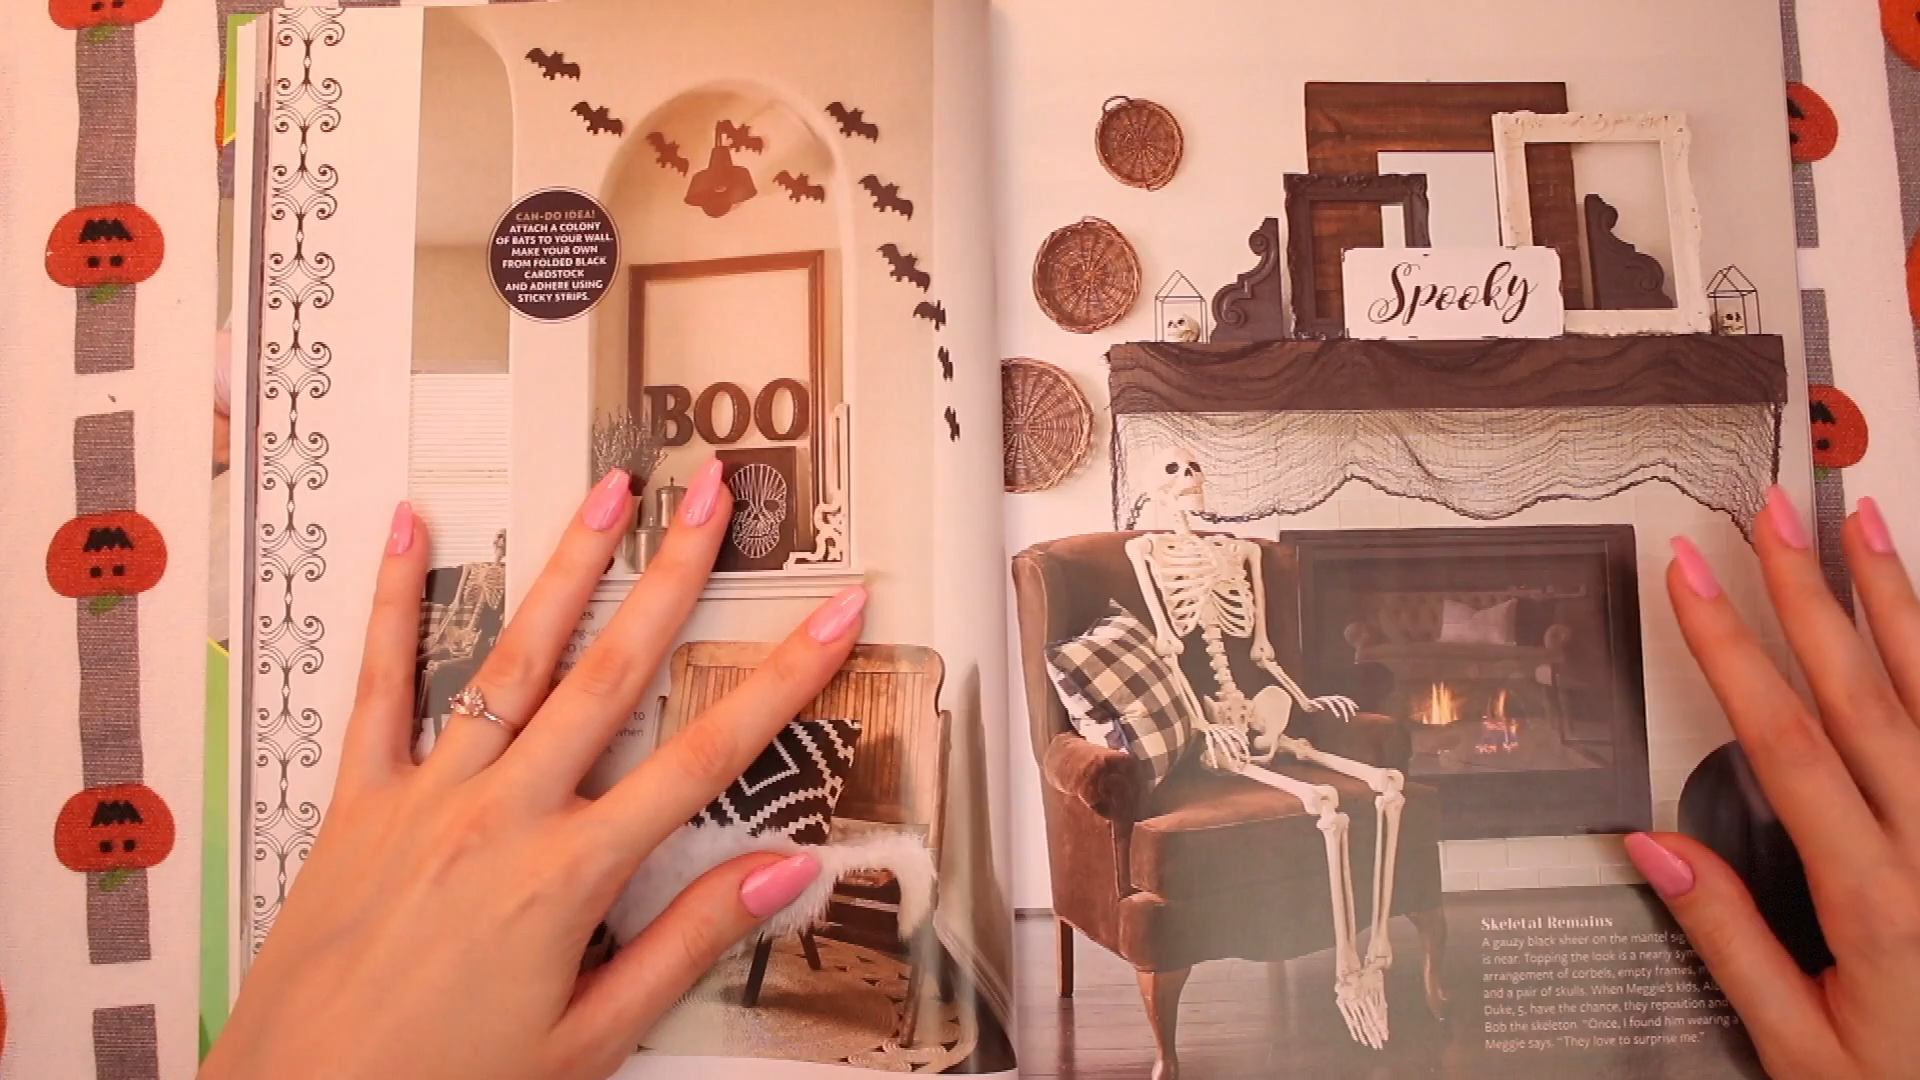 CAN-DO IDEA!
ATTACH A COLONY
OF BATS TO YOUR WALL.
MAKE YOUR OWN
FROM FOLDED BLACK
CARDSTOCK
AND ADHERE USING
STICKY STRIPS.
BOO
to
when
Spooky
Skeletal Remains
A gauzy black sheer on the mantel
is near. Topping the look is a nearly
arrangement of corbels, empty frames,
and a pair of skulls. When Meggie's kids,
Duke, 5, have the chance, they reposition and
Bob the skeleton. "Once, I found him wearing a
Meggie says. "They love to surprise me."